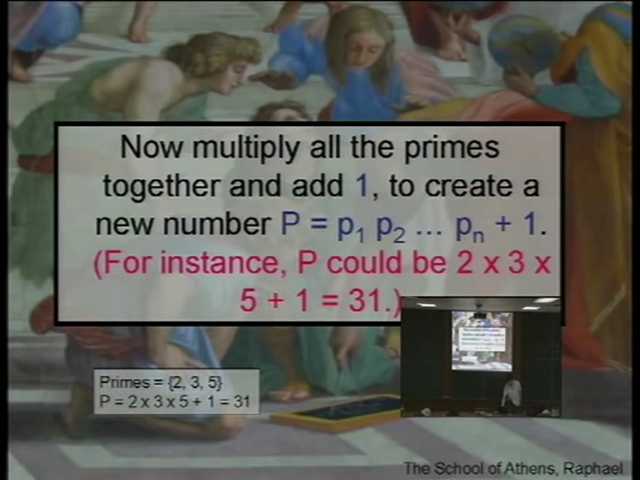 Now multiply all the primes
together and add 1, to create a
new number P = p₁ p₂ ... pₙ + 1.
(For instance, P could be 2 x 3 x
5 + 1 = 31.)
Primes = {2, 3, 5}
P = 2 x 3 x 5 + 1 = 31
The School of Athens, Raphael